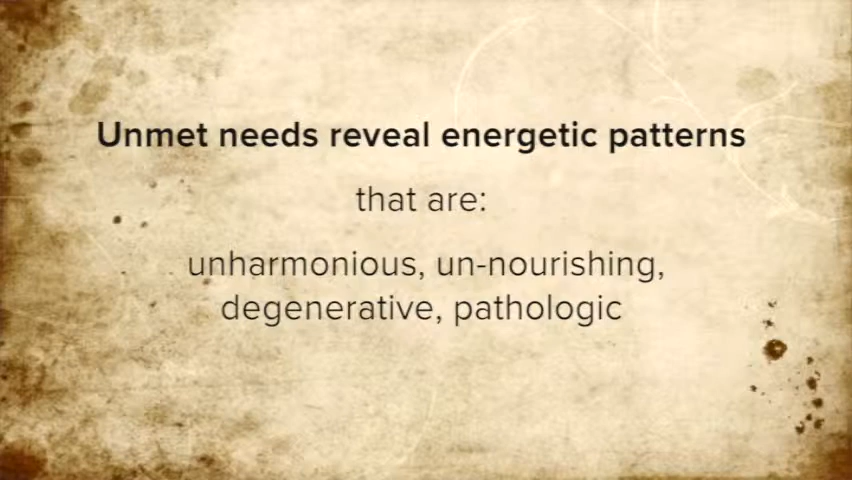 Unmet needs reveal energetic patterns
that are:
unharmonious, un-nourishing,
degenerative, pathologic